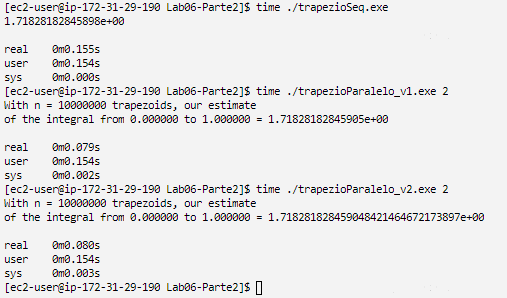 [ec2-user@ip-172-31-29-190 Lab06-Parte2]$ time ./trapezioSeq.exe
1.71828182845898e+00
real 0m0.155s
user 0m0.154s
sys 0m0.000s
[ec2-user@ip-172-31-29-190 Lab06-Parte2]$ time ./trapezioParalelo_v1.exe 2
With n = 10000000 trapezoids, our estimate
of the integral from 0.000000 to 1.000000 = 1.71828182845905e+00
real 0m0.079s
user 0m0.154s
sys 0m0.002s
[ec2-user@ip-172-31-29-190 Lab06-Parte2]$ time ./trapezioParalelo_v2.exe 2
With n = 10000000 trapezoids, our estimate
of the integral from 0.000000 to 1.000000 = 1.718281828459048421464672173897e+00
real 0m0.080s
user 0m0.154s
sys 0m0.003s
[ec2-user@ip-172-31-29-190 Lab06-Parte2]$